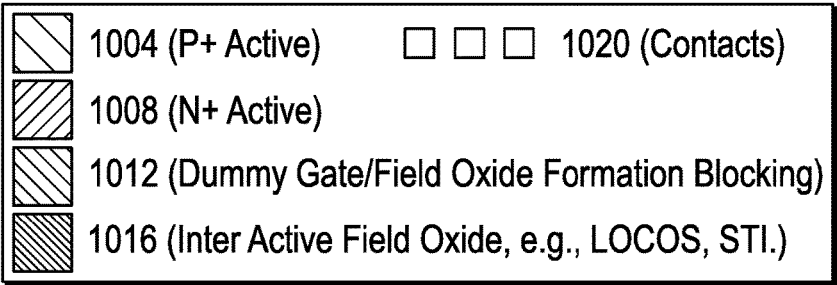 1004 (P+ Active) 1020 (Contacts)
1008 (N+ Active)
1012 (Dummy Gate/Field Oxide Formation Blocking)
1016 (Inter Active Field Oxide, e.g., LOCOS, STI.)